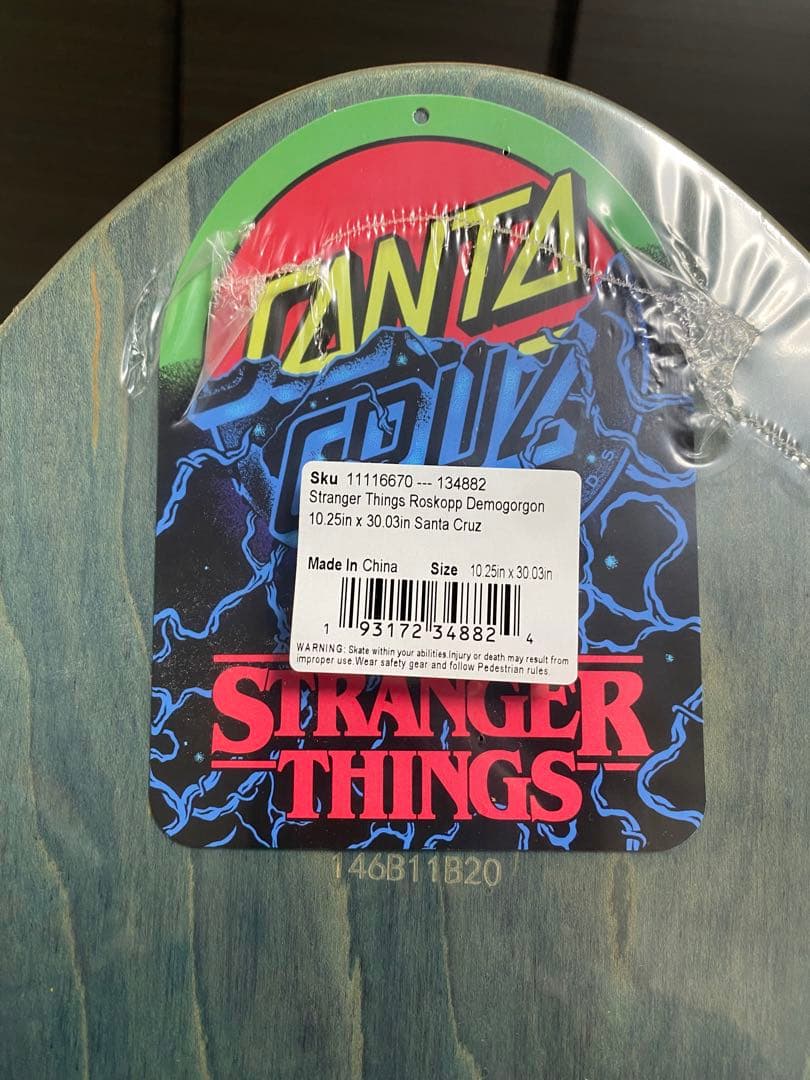 SANTA
CRUZ
Sku 11116670 --- 134882
Stranger Things Roskopp Demogorgon
10.25in x 30.03in Santa Cruz
Made In China Size 10.25in x 30.03in
1 93172 34882 4
WARNING: Skate within your abilities.Injury or death may result from
improper use.Wear safety gear and follow Pedestrian rules
STRANGER
THINGS
146B11B20